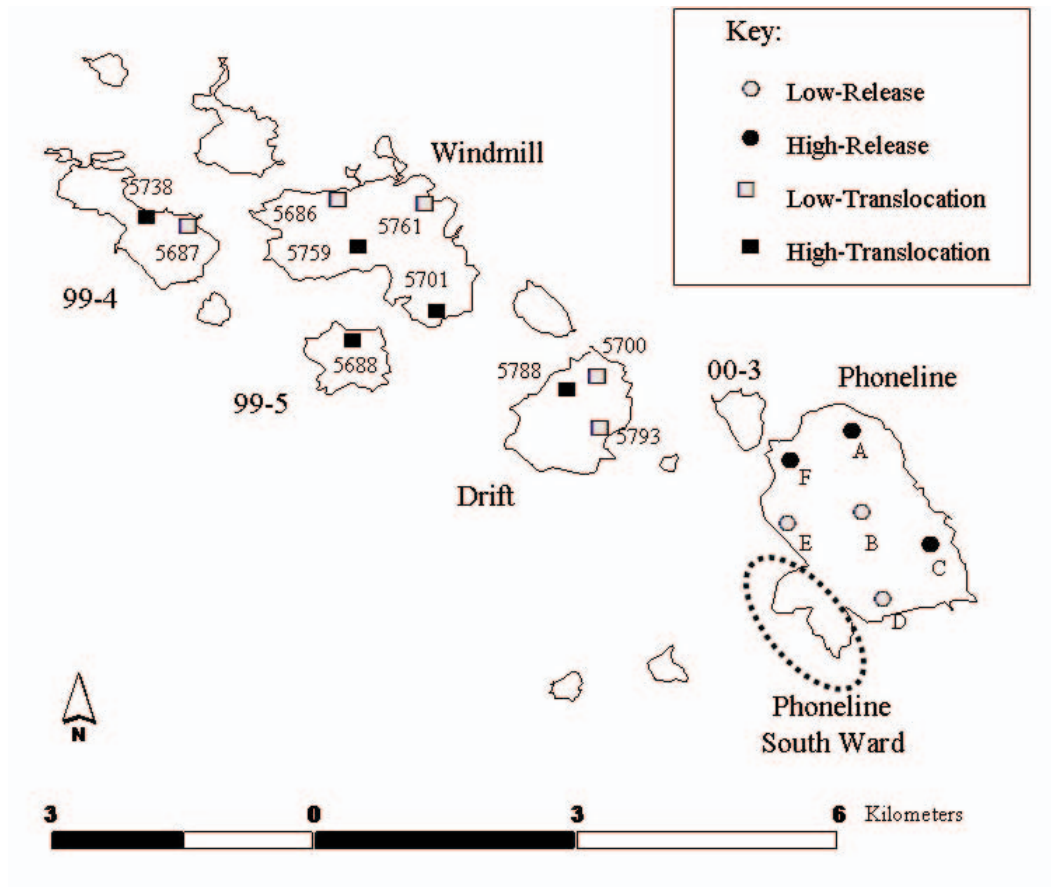 Key:
Low-Release
High-Release
Low-Translocation
High-Translocation
Windmill
5738
5686
5761
5687
5759
5701
99-4
5688
99-5
5700
5788
5793
Drift
00-3
Phoneline
A
F
E
B
C
D
Phoneline
South Ward
N
3 0 3 6 Kilometers